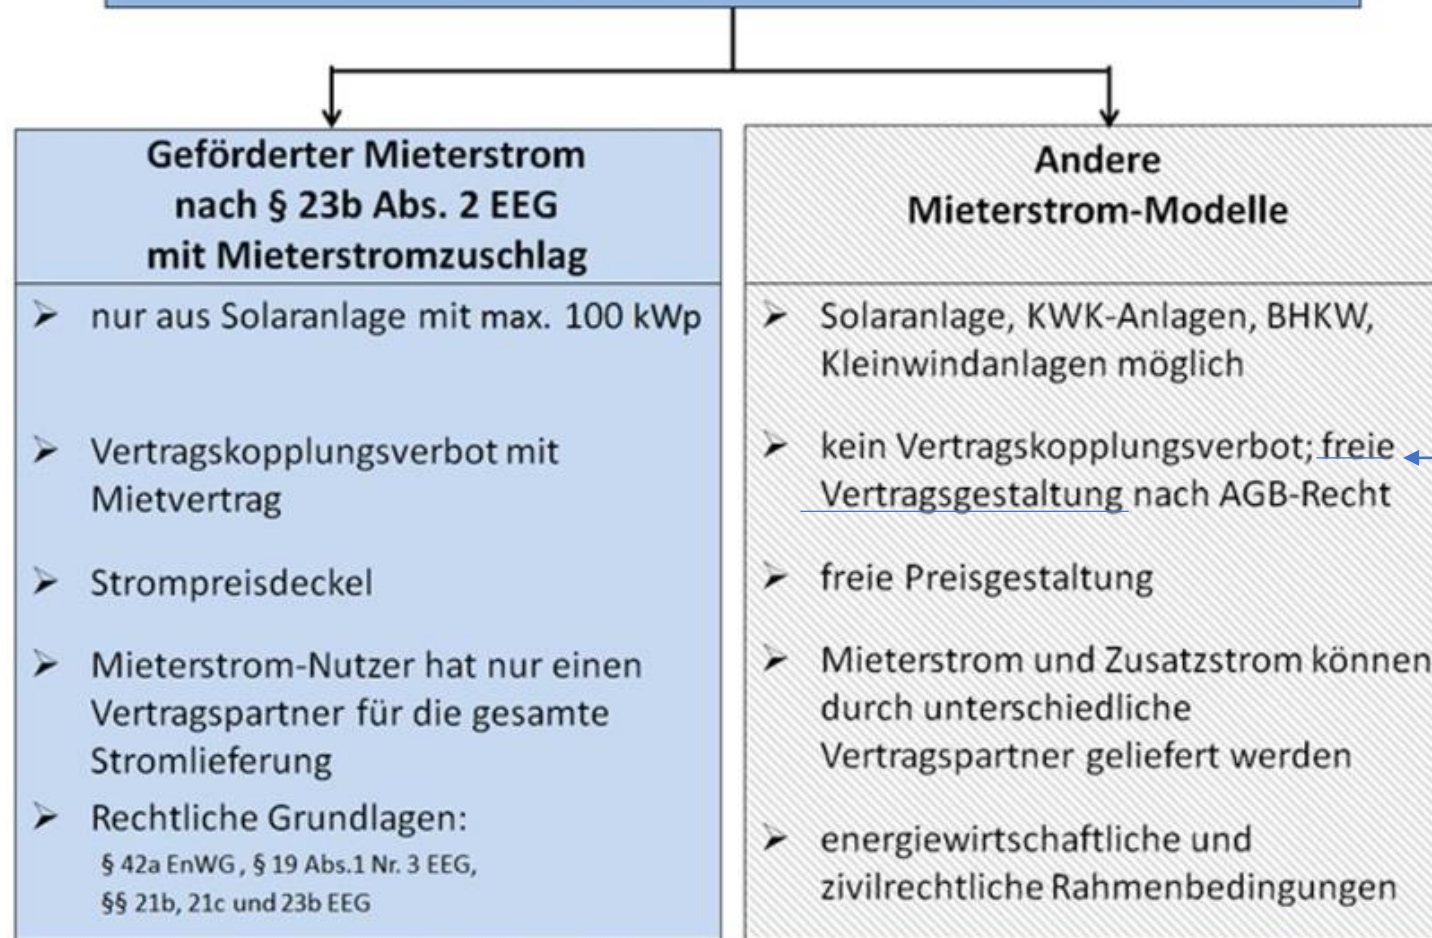 Geförderter Mieterstrom
nach § 23b Abs. 2 EEG
mit Mieterstromzuschlag
➢ nur aus Solaranlage mit max. 100 kWp
➢ Vertragskopplungsverbot mit
Mietvertrag
➢ Strompreisdeckel
➢ Mieterstrom-Nutzer hat nur einen
Vertragspartner für die gesamte
Stromlieferung
➢ Rechtliche Grundlagen:
§ 42a EnWG, § 19 Abs.1 Nr. 3 EEG,
§§ 21b, 21c und 23b EEG
Andere
Mieterstrom-Modelle
➢ Solaranlage, KWK-Anlagen, BHKW,
Kleinwindanlagen möglich
➢ kein Vertragskopplungsverbot; freie
Vertragsgestaltung nach AGB-Recht
➢ freie Preisgestaltung
➢ Mieterstrom und Zusatzstrom können
durch unterschiedliche
Vertragspartner geliefert werden
➢ energiewirtschaftliche und
zivilrechtliche Rahmenbedingungen